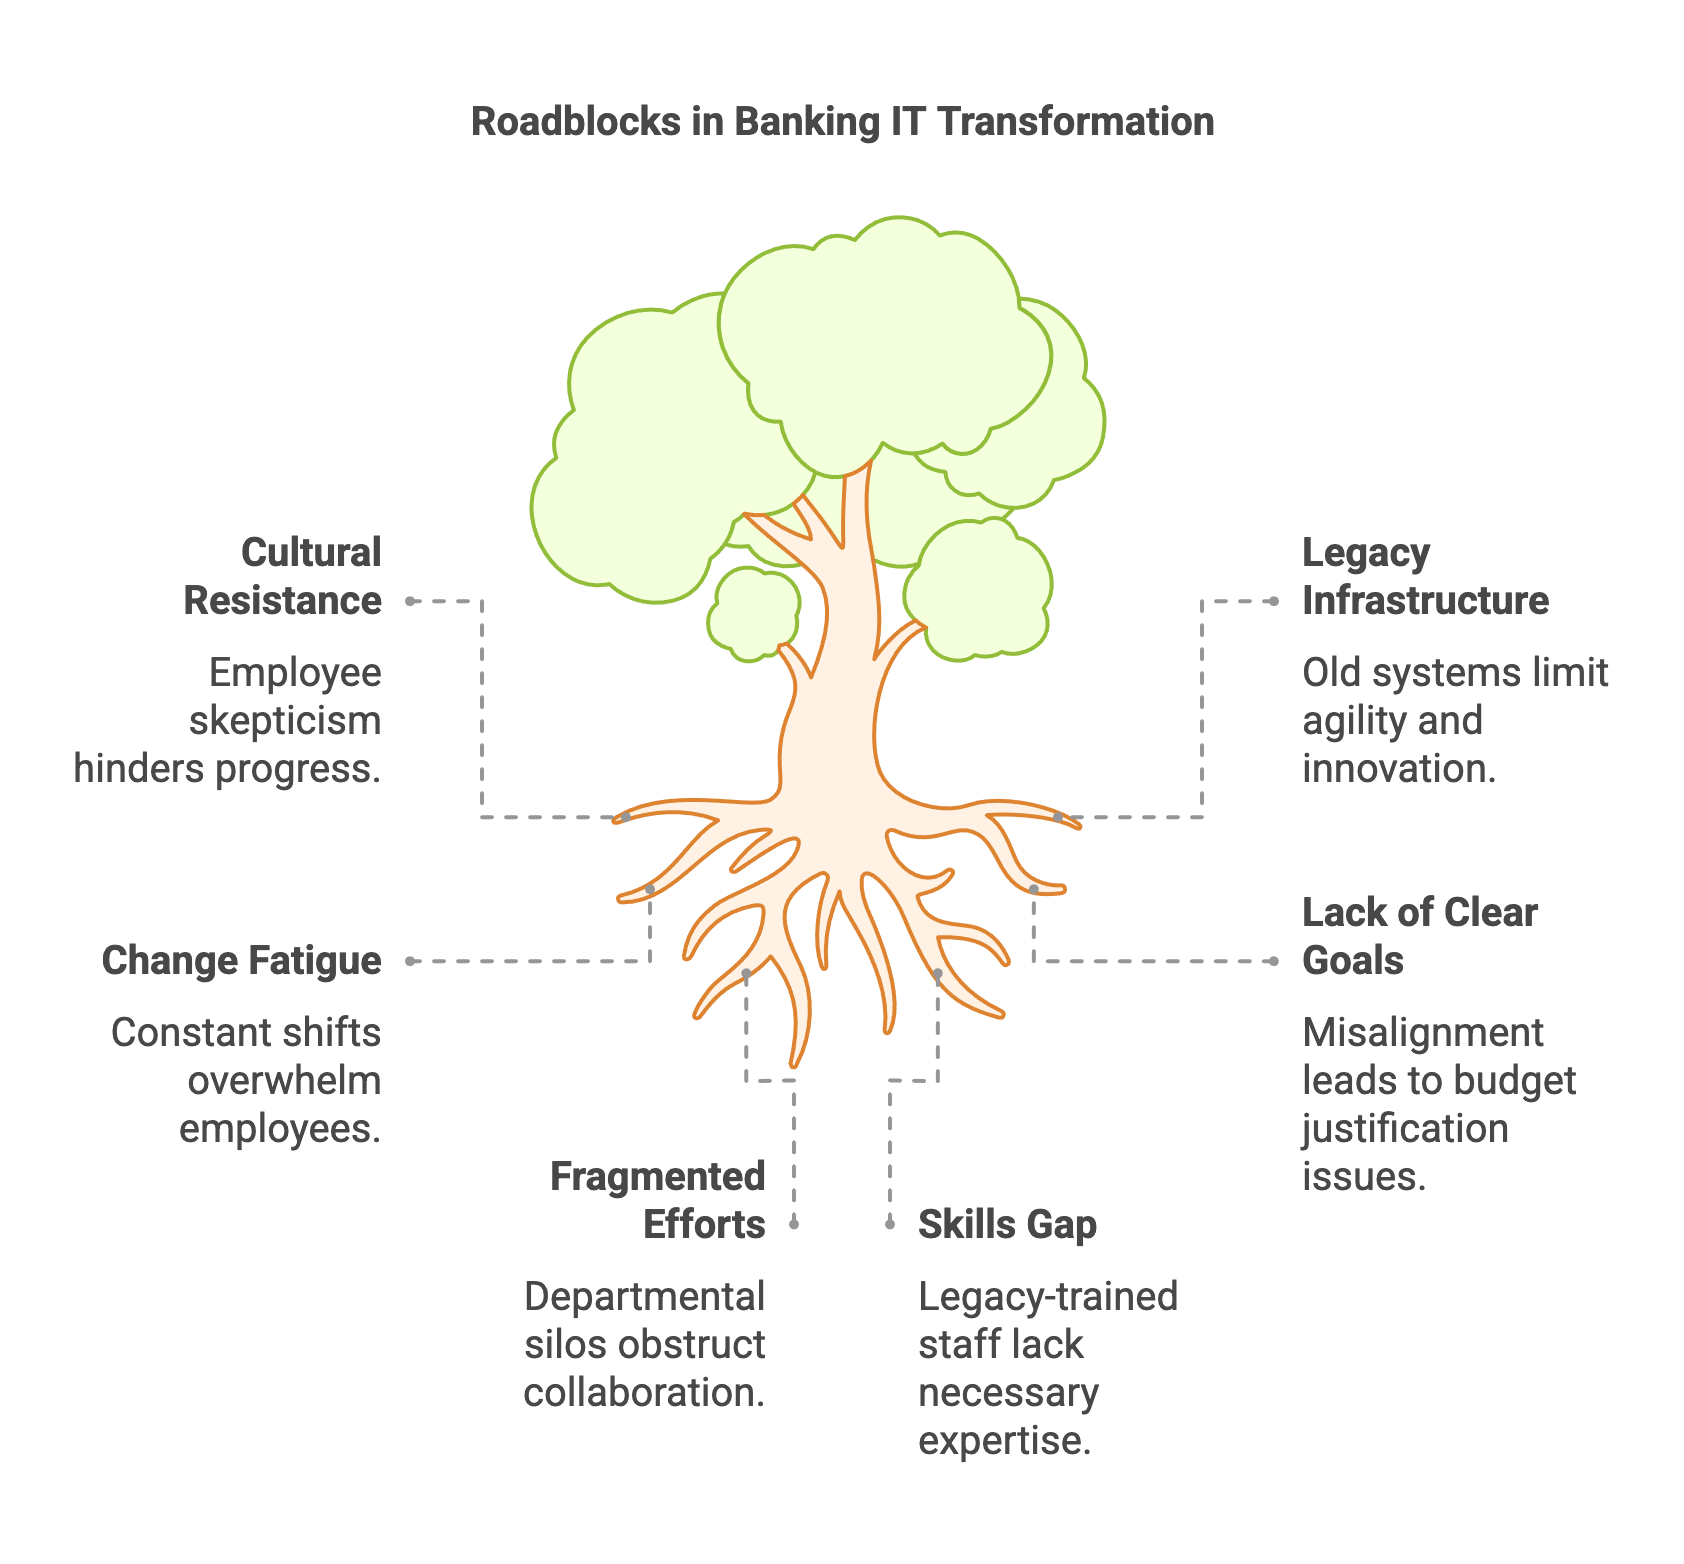 Roadblocks in Banking IT Transformation
Cultural
Resistance
Employee
skepticism
hinders progress.
Legacy
Infrastructure
Old systems limit
agility and
innovation.
Change Fatigue
Constant shifts
overwhelm
employees.
Lack of Clear
Goals
Misalignment
leads to budget
justification
issues.
Fragmented
Efforts
Departmental
silos obstruct
collaboration.
Skills Gap
Legacy-trained
staff lack
necessary
expertise.